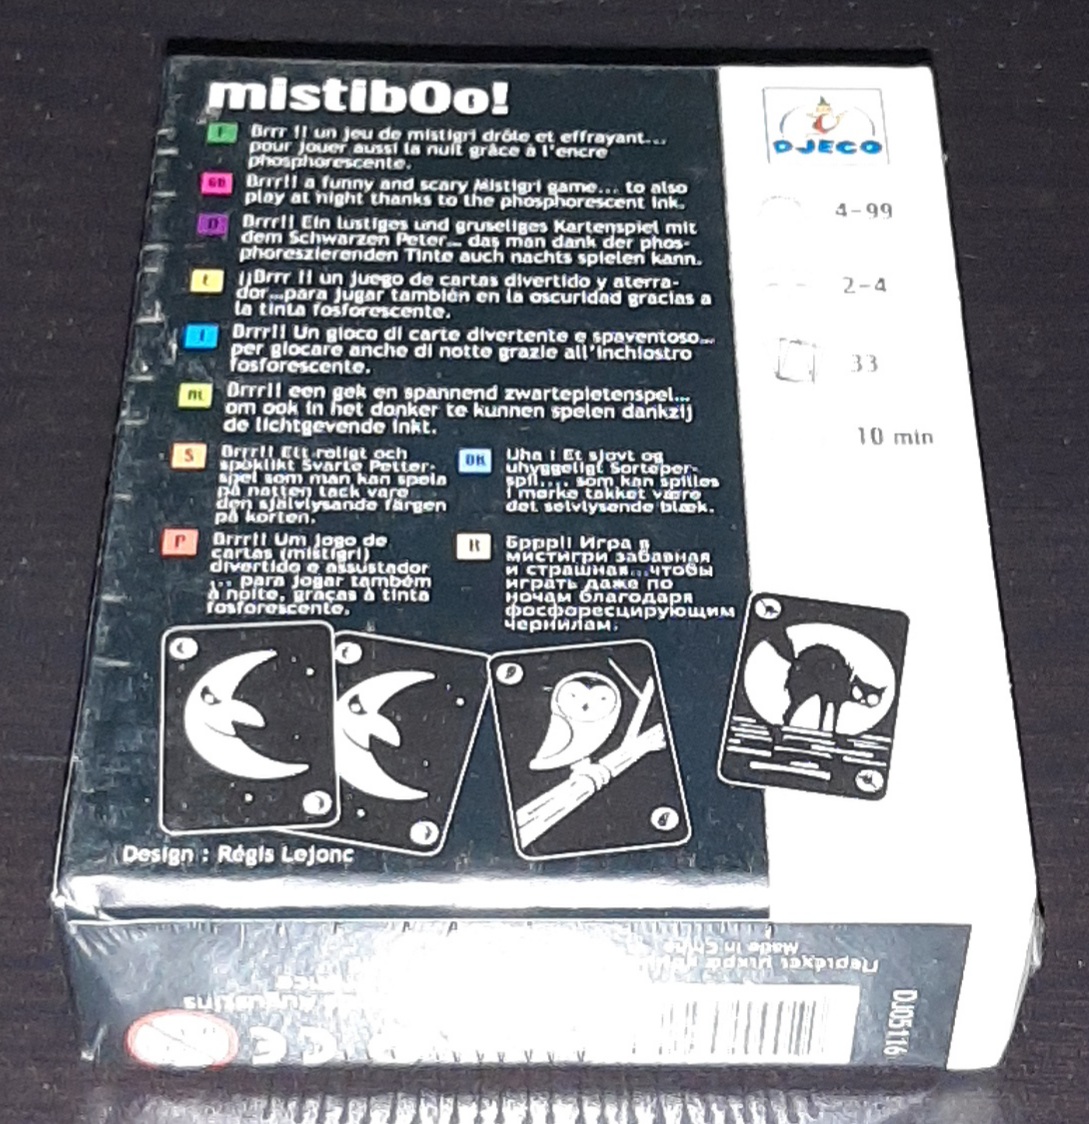 mistibOo!
F
Brrr !! un jeu de mistigri drôle et effrayant...
pour jouer aussi la nuit grâce à l'encre
phosphorescente.
GB
Brrr!! a funny and scary Mistigri game... to also
play at night thanks to the phosphorescent ink.
D
Brrr!! Ein lustiges und gruseliges Kartenspiel mit
dem Schwarzen Peter... das man dank der phos-
phoreszierenden Tinte auch nachts spielen kann.
E
¡¡Brrr !! un juego de cartas divertido y aterra-
dor...para jugar también en la oscuridad gracias a
la tinta fosforescente.
I
Brrr!! Un gioco di carte divertente e spaventoso...
per giocare anche di notte grazie all'inchiostro
fosforescente.
NL
Brrr!! een gek en spannend zwartepietenspel...
om ook in het donker te kunnen spelen dankzij
de lichtgevende inkt.
S
Brrr!! Ett roligt och
spöklikt Svarte Petter-
spel som man kan spela
på natten tack vare
den självlysande färgen
på korten.
DK
Uha ! Et sjovt og
uhyggeligt Sorteper-
spil.... som kan spilles
i mørke takket være
det selvlysende blæk.
P
Brrr!! Um jogo de
cartas (mistigri)
divertido e assustador
... para jogar também
à noite, graças à tinta
fosforescente.
R
Бррр!! Игра в
мистигри забавная
и страшная...чтобы
играть даже по
ночам благодаря
фосфоресцирующим
чернилам.
Design : Régis Lejonc
DJECO
4-99
2-4
33
10 min
Made in China
Augustins
CE
DJ05116